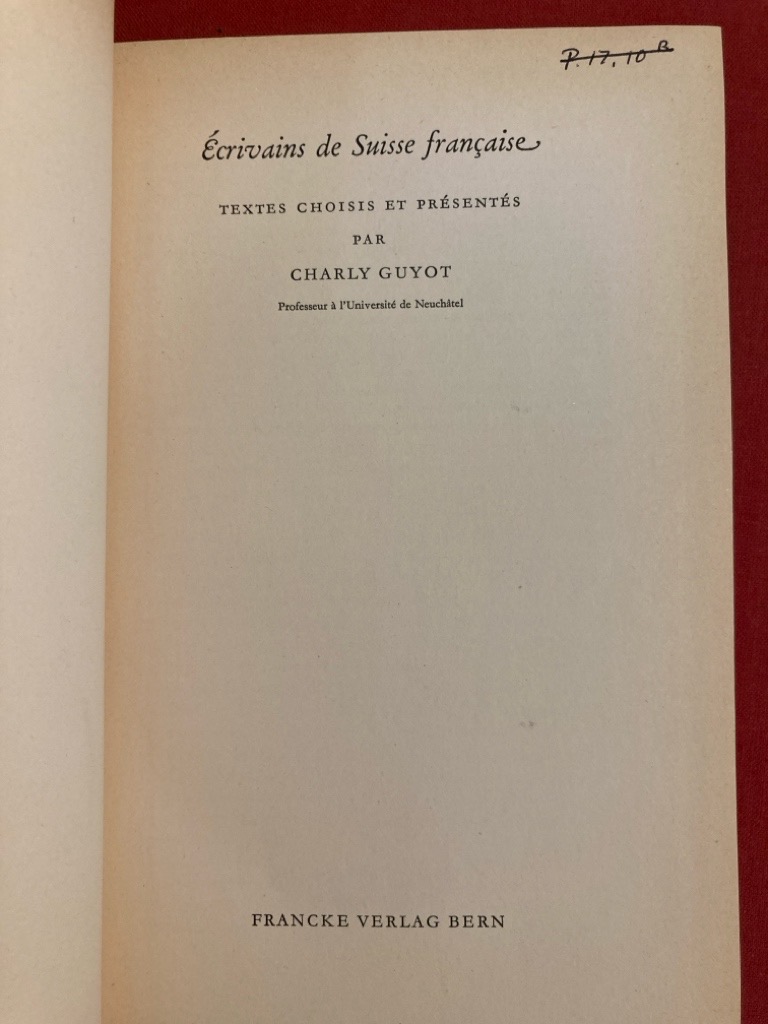 P. 17. 10 B
Écrivains de Suisse française
TEXTES CHOISIS ET PRÉSENTÉS
PAR
CHARLY GUYOT
Professeur à l'Université de Neuchâtel
FRANCKE VERLAG BERN